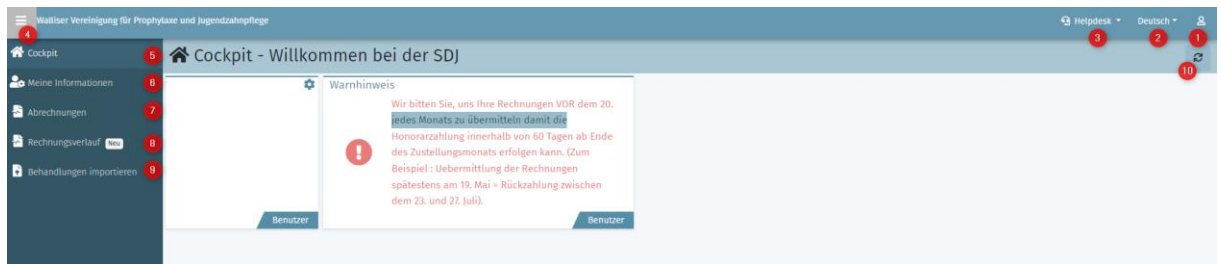 Walliser Vereinigung für Prophylaxe und Jugendzahnpflege
Helpdesk
Deutsch
4
3
2
1
Cockpit
5
Cockpit - Willkommen bei der SDJ
10
Meine Informationen
6
Abrechnungen
7
Rechnungsverlauf Neu
8
Behandlungen importieren
9
Benutzer
Warnhinweis
Wir bitten Sie, uns Ihre Rechnungen VOR dem 20.
jedes Monats zu übermitteln damit die
Honorarzahlung innerhalb von 60 Tagen ab Ende
des Zustellungsmonats erfolgen kann. (Zum
Beispiel : Uebermittlung der Rechnungen
spätestens am 19. Mai = Rückzahlung zwischen
dem 23. und 27. Juli).
Benutzer